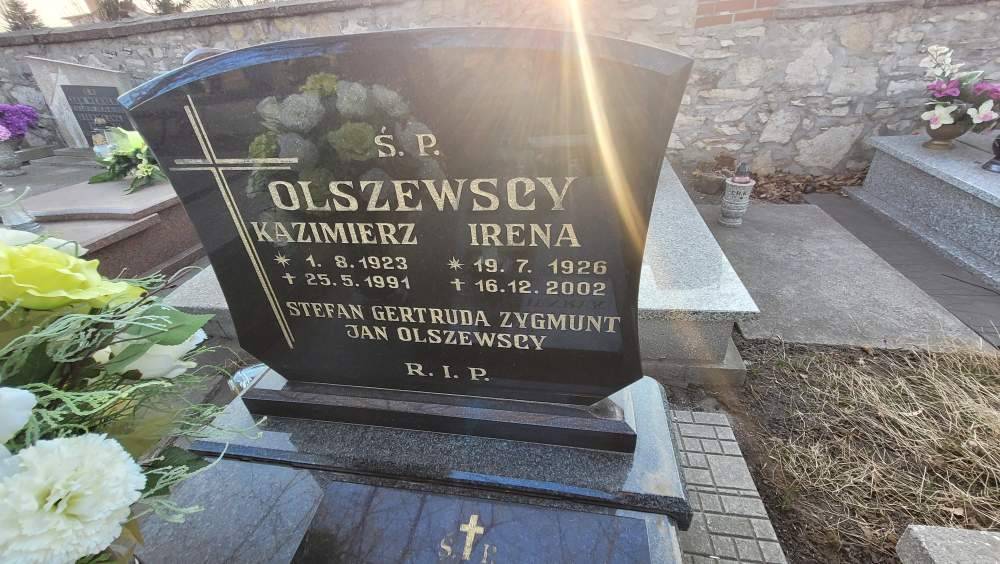 Ś. P.
OLSZEWSCY
KAZIMIERZ IRENA
* 1. 8. 1923 * 19. 7. 1926
+ 25. 5. 1991 + 16. 12. 2002
STEFAN GERTRUDA ZYGMUNT
JAN OLSZEWSCY
R. I. P.
Ś. P.